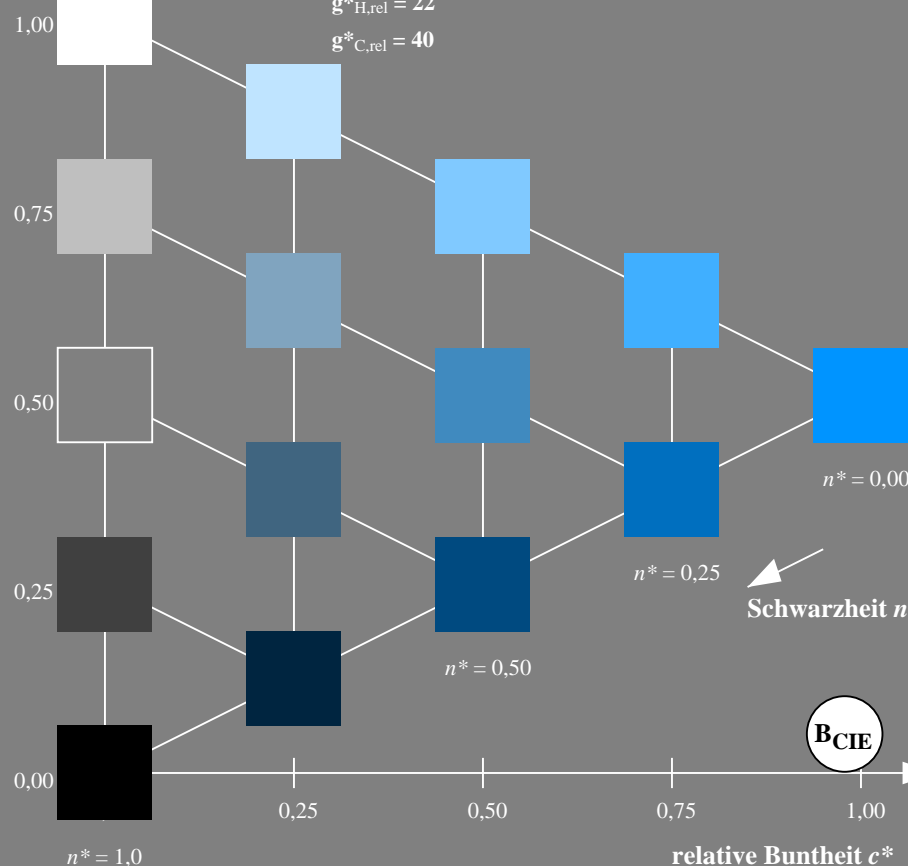 g*H,rel = 22
1,00
g*C,rel = 40
0,75
0,50
n* = 0,00
n* = 0,25
0,25
Schwarzheit n
n* = 0,50
BCIE
0,00
0,25
0,50
0,75
1,00
n* = 1,0
relative Buntheit c*